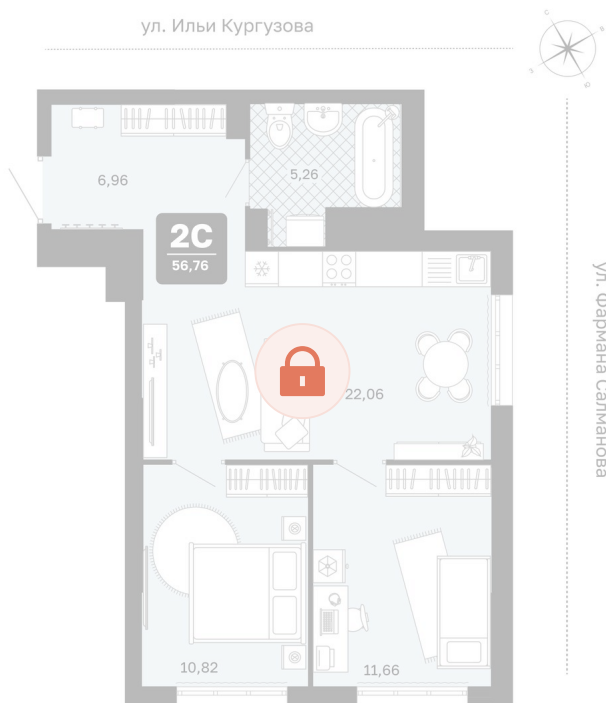 ул. Ильи Кургузова
С
В
З
Ю
6,96
5,26
2С
56,76
ул. Фармана Салманова
22,06
10,82
11,66